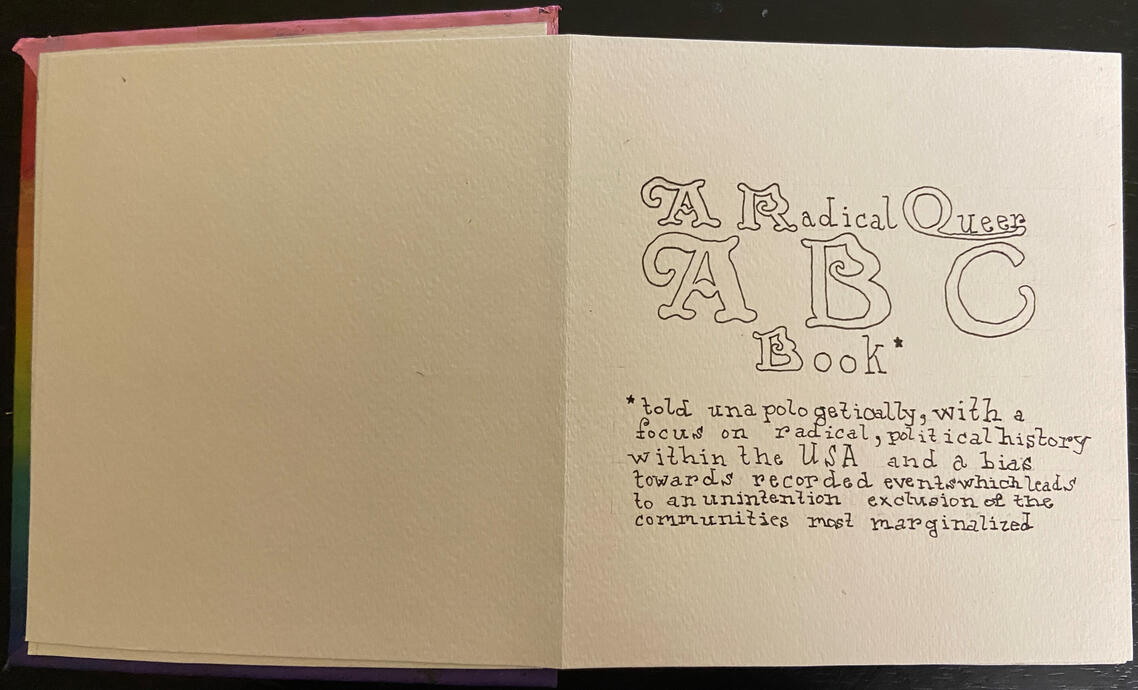 A Radical Queer
A B C
Book*
*told unapologetically, with a
focus on radical, political history
within the USA and a bias
towards recorded events which leads
to an unintention exclusion of the
communities most marginalized